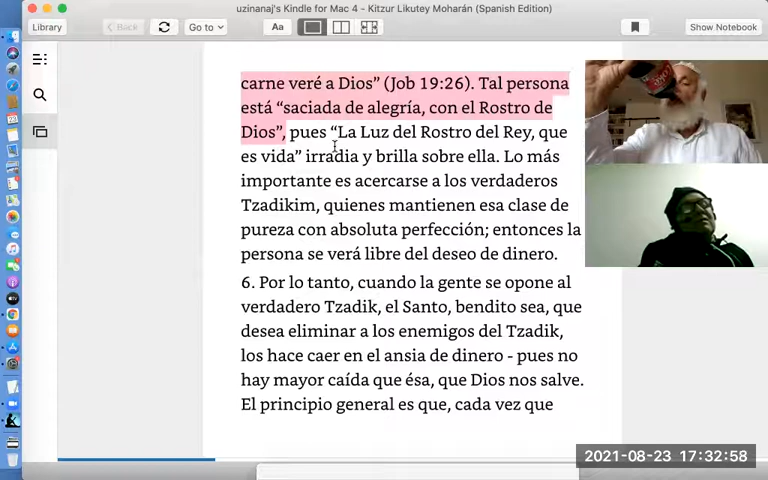 uzinanaj's Kindle for Mac 4 - Kitzur Likutey Moharán (Spanish Edition)
Library
Back
Go to
Aa
Show Notebook
carne veré a Dios” (Job 19:26). Tal persona
está “saciada de alegría, con el Rostro de
Dios”, pues “La Luz del Rostro del Rey, que
es vida” irradia y brilla sobre ella. Lo más
importante es acercarse a los verdaderos
Tzadikim, quienes mantienen esa clase de
pureza con absoluta perfección; entonces la
persona se verá libre del deseo de dinero.
6. Por lo tanto, cuando la gente se opone al
verdadero Tzadik, el Santo, bendito sea, que
desea eliminar a los enemigos del Tzadik,
los hace caer en el ansia de dinero - pues no
hay mayor caída que ésa, que Dios nos salve.
El principio general es que, cada vez que
2021-08-23 17:32:58